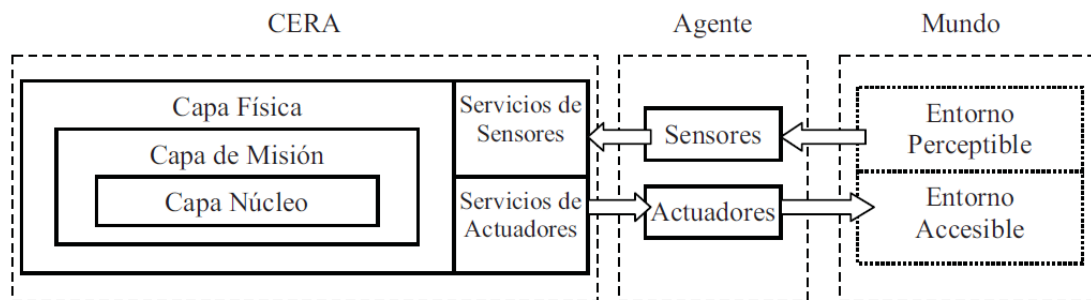 CERA
Agente
Mundo
Capa Física
Capa de Misión
Capa Núcleo
Servicios de
Sensores
Servicios de
Actuadores
Sensores
Actuadores
Entorno
Perceptible
Entorno
Accesible